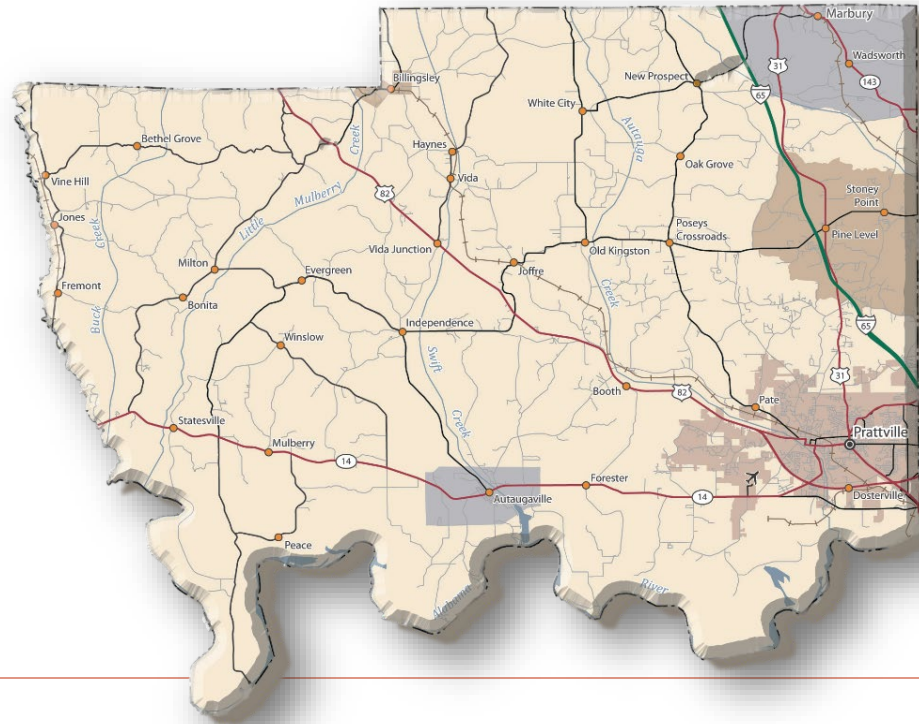 Marbury
31
Wadsworth
Billingsley
New Prospect
143
65
White City
Autauga
Creek
Bethel Grove
Haynes
Oak Grove
Vine Hill
Vida
82
Mulberry
Stoney
Point
Jones
Creek
Little
Poseys
Crossroads
Pine Level
Vida Junction
Old Kingston
Milton
Evergreen
Joffre
Fremont
Bonita
Creek
Buck
Independence
65
Winslow
Swift
31
Booth
82
Pate
Creek
Statesville
Prattville
Mulberry
14
Autaugaville
Forester
14
Dosterville
Peace
Alabama
River